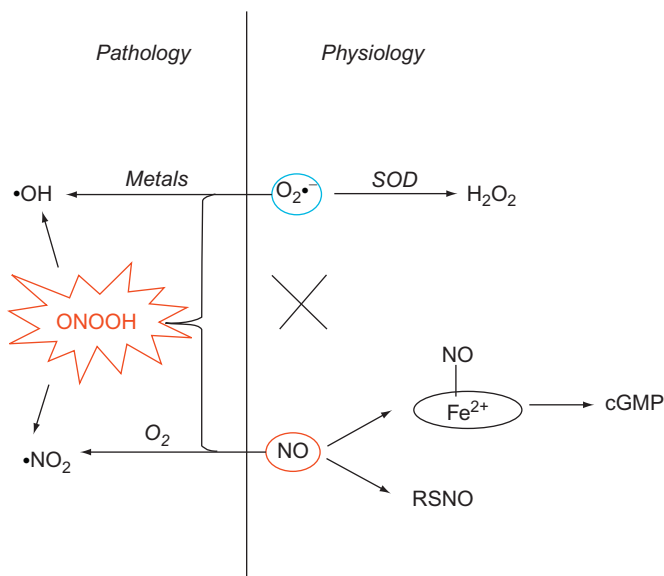 Pathology
Physiology
•OH
Metals
O₂•⁻
SOD
H₂O₂
ONOOH
NO
Fe²⁺
cGMP
•NO₂
O₂
NO
RSNO